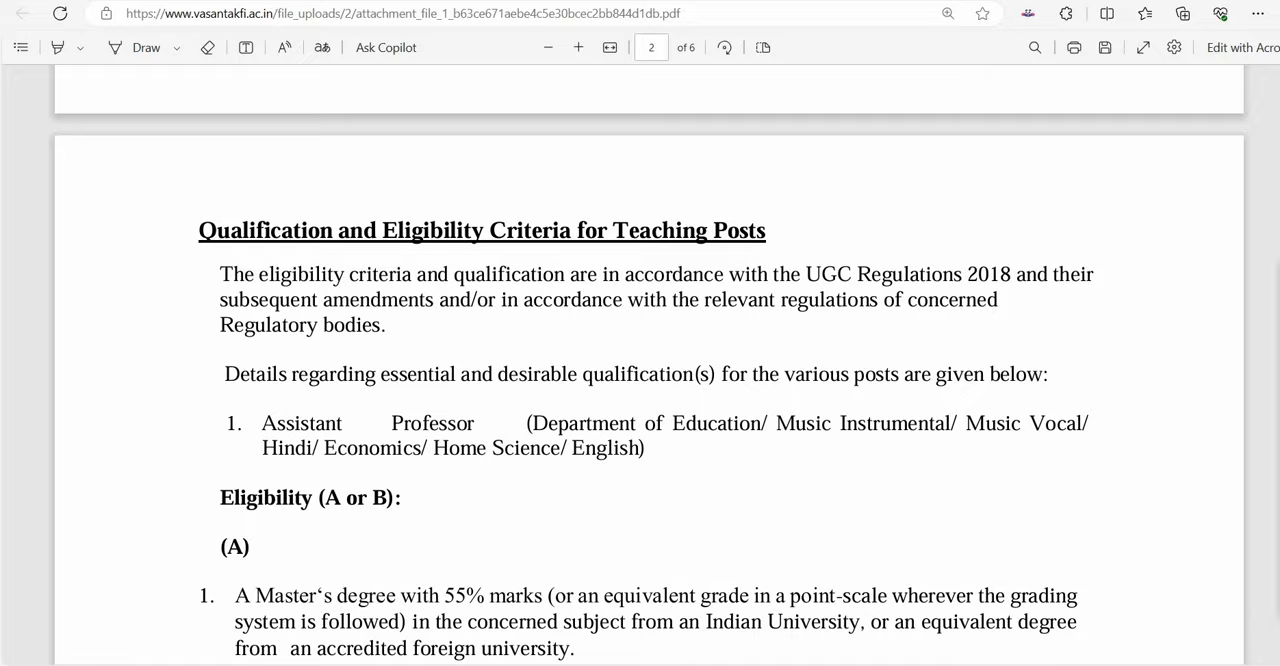 https://www.vasantakfi.ac.in/file_uploads/2/attachment_file_1_b63ce671aebe4c5e30bcec2bb844d1db.pdf
Draw Ask Copilot 2 of 6 Edit with Acro
Qualification and Eligibility Criteria for Teaching Posts
The eligibility criteria and qualification are in accordance with the UGC Regulations 2018 and their
subsequent amendments and/or in accordance with the relevant regulations of concerned
Regulatory bodies.
Details regarding essential and desirable qualification(s) for the various posts are given below:
1. Assistant Professor (Department of Education/ Music Instrumental/ Music Vocal/
Hindi/ Economics/ Home Science/ English)
Eligibility (A or B):
(A)
1. A Master‘s degree with 55% marks (or an equivalent grade in a point-scale wherever the grading
system is followed) in the concerned subject from an Indian University, or an equivalent degree
from an accredited foreign university.